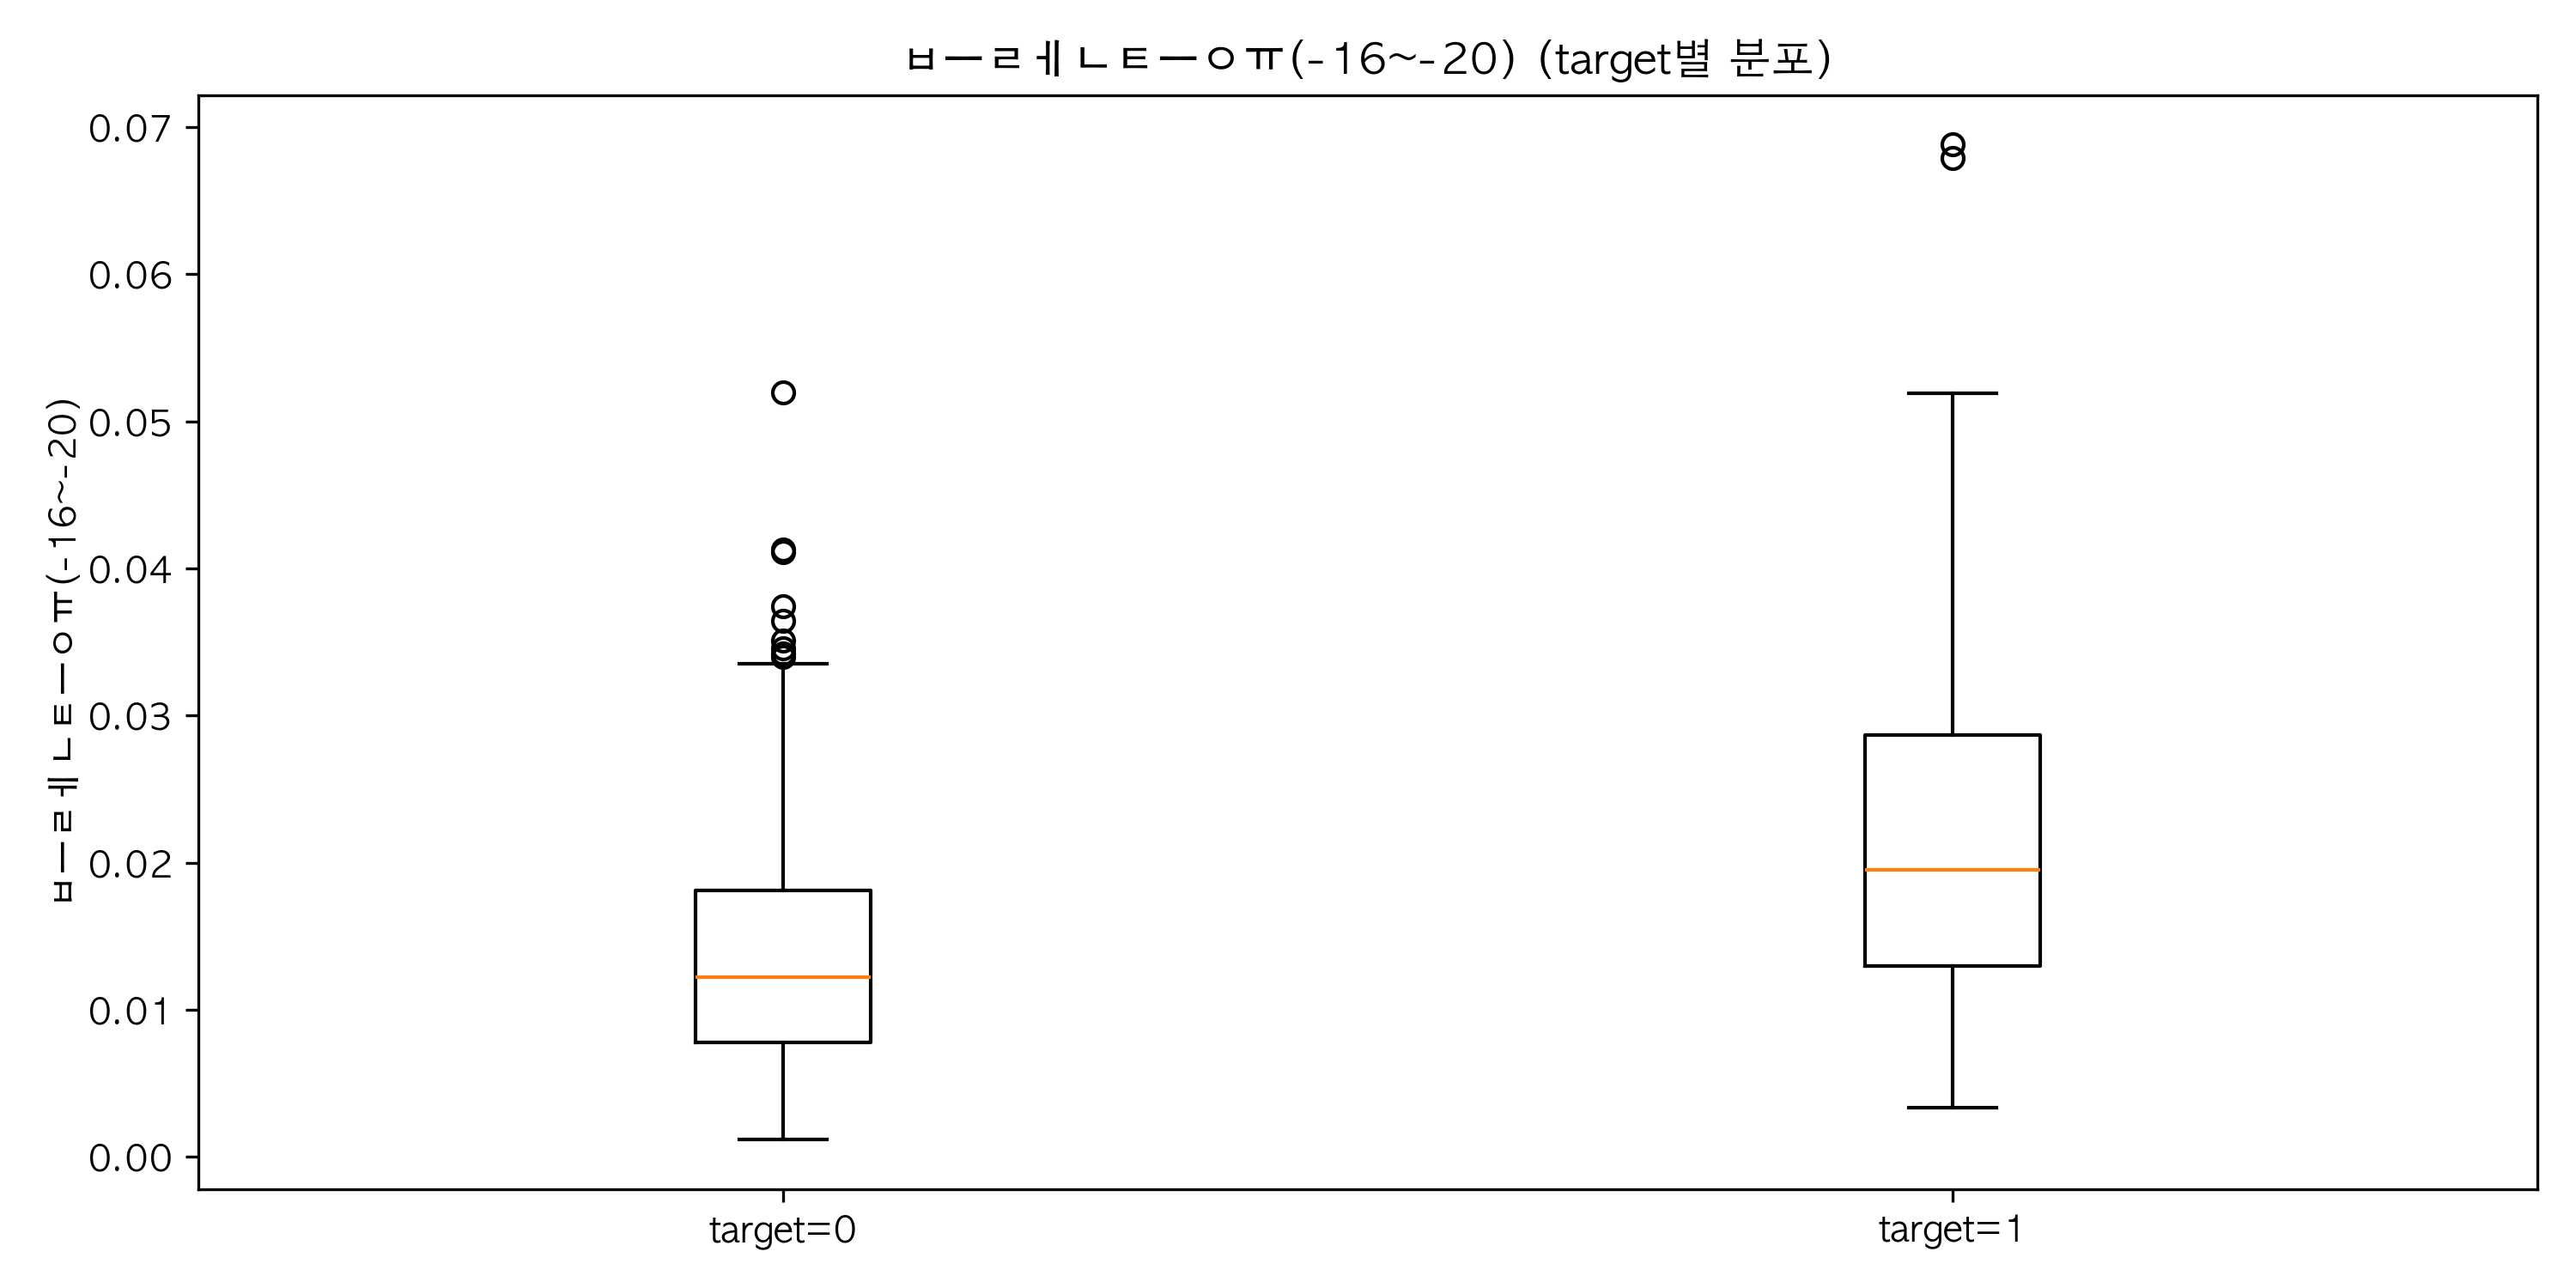 ㅂㅡㄹㅔㄴㅌㅡㅇㅠ(-16~-20) (target별 분포)
ㅂㅡㄹㅔㄴㅌㅡㅇㅠ(-16~-20)
0.07
0.06
0.05
0.04
0.03
0.02
0.01
0.00
target=0
target=1